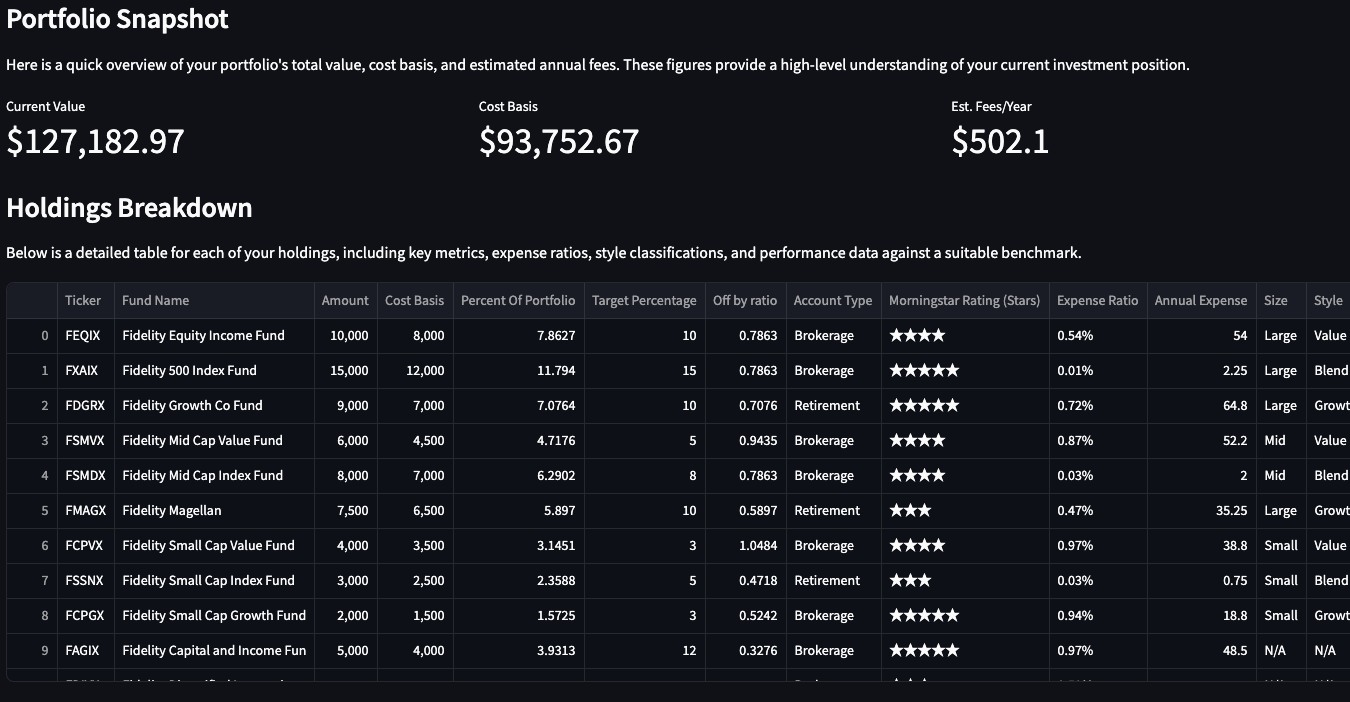 Portfolio Snapshot
Here is a quick overview of your portfolio's total value, cost basis, and estimated annual fees. These figures provide a high-level understanding of your current investment position.
Current Value Cost Basis Est. Fees/Year
$127,182.97 $93,752.67 $502.1
Holdings Breakdown
Below is a detailed table for each of your holdings, including key metrics, expense ratios, style classifications, and performance data against a suitable benchmark.
Ticker Fund Name Amount Cost Basis Percent Of Portfolio Target Percentage Off by ratio Account Type Morningstar Rating (Stars) Expense Ratio Annual Expense Size Style
0 FEQIX Fidelity Equity Income Fund 10,000 8,000 7.8627 10 0.7863 Brokerage ★★★★ 0.54% 54 Large Value
1 FXAIX Fidelity 500 Index Fund 15,000 12,000 11.794 15 0.7863 Brokerage ★★★★★ 0.01% 2.25 Large Blend
2 FDGRX Fidelity Growth Co Fund 9,000 7,000 7.0764 10 0.7076 Retirement ★★★★★ 0.72% 64.8 Large Growt
3 FSMVX Fidelity Mid Cap Value Fund 6,000 4,500 4.7176 5 0.9435 Brokerage ★★★★ 0.87% 52.2 Mid Value
4 FSMDX Fidelity Mid Cap Index Fund 8,000 7,000 6.2902 8 0.7863 Brokerage ★★★★ 0.03% 2 Mid Blend
5 FMAGX Fidelity Magellan 7,500 6,500 5.897 10 0.5897 Retirement ★★★ 0.47% 35.25 Large Growt
6 FCPVX Fidelity Small Cap Value Fund 4,000 3,500 3.1451 3 1.0484 Brokerage ★★★★ 0.97% 38.8 Small Value
7 FSSNX Fidelity Small Cap Index Fund 3,000 2,500 2.3588 5 0.4718 Retirement ★★★ 0.03% 0.75 Small Blend
8 FCPGX Fidelity Small Cap Growth Fund 2,000 1,500 1.5725 3 0.5242 Brokerage ★★★★★ 0.94% 18.8 Small Growt
9 FAGIX Fidelity Capital and Income Fun 5,000 4,000 3.9313 12 0.3276 Brokerage ★★★★★ 0.97% 48.5 N/A N/A